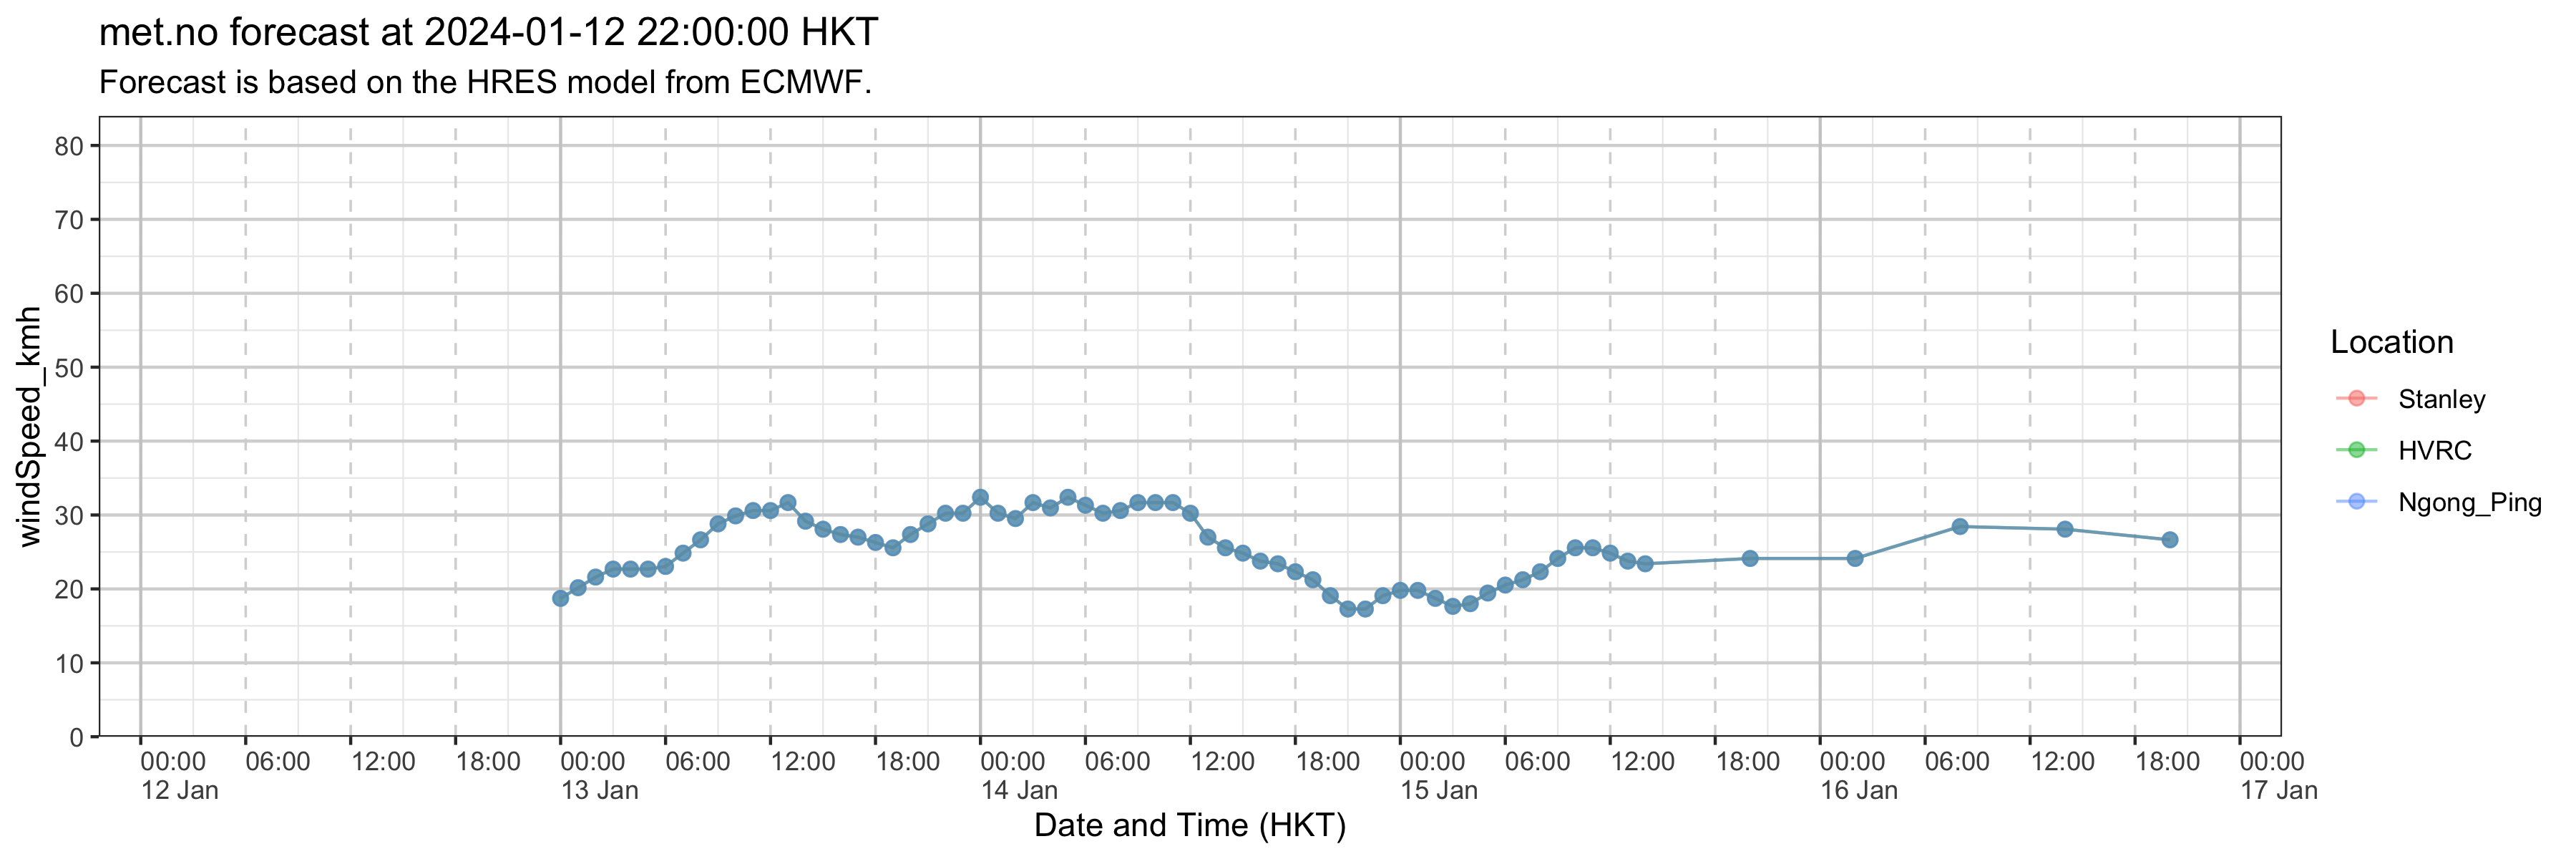 met.no forecast at 2024-01-12 22:00:00 HKT
Forecast is based on the HRES model from ECMWF.
windSpeed_kmh
80
70
60
50
40
30
20
10
0
00:00 06:00 12:00 18:00 00:00 06:00 12:00 18:00 00:00 06:00 12:00 18:00 00:00 06:00 12:00 18:00 00:00 06:00 12:00 18:00 00:00
12 Jan 13 Jan 14 Jan 15 Jan 16 Jan 17 Jan
Date and Time (HKT)
Location
Stanley
HVRC
Ngong_Ping